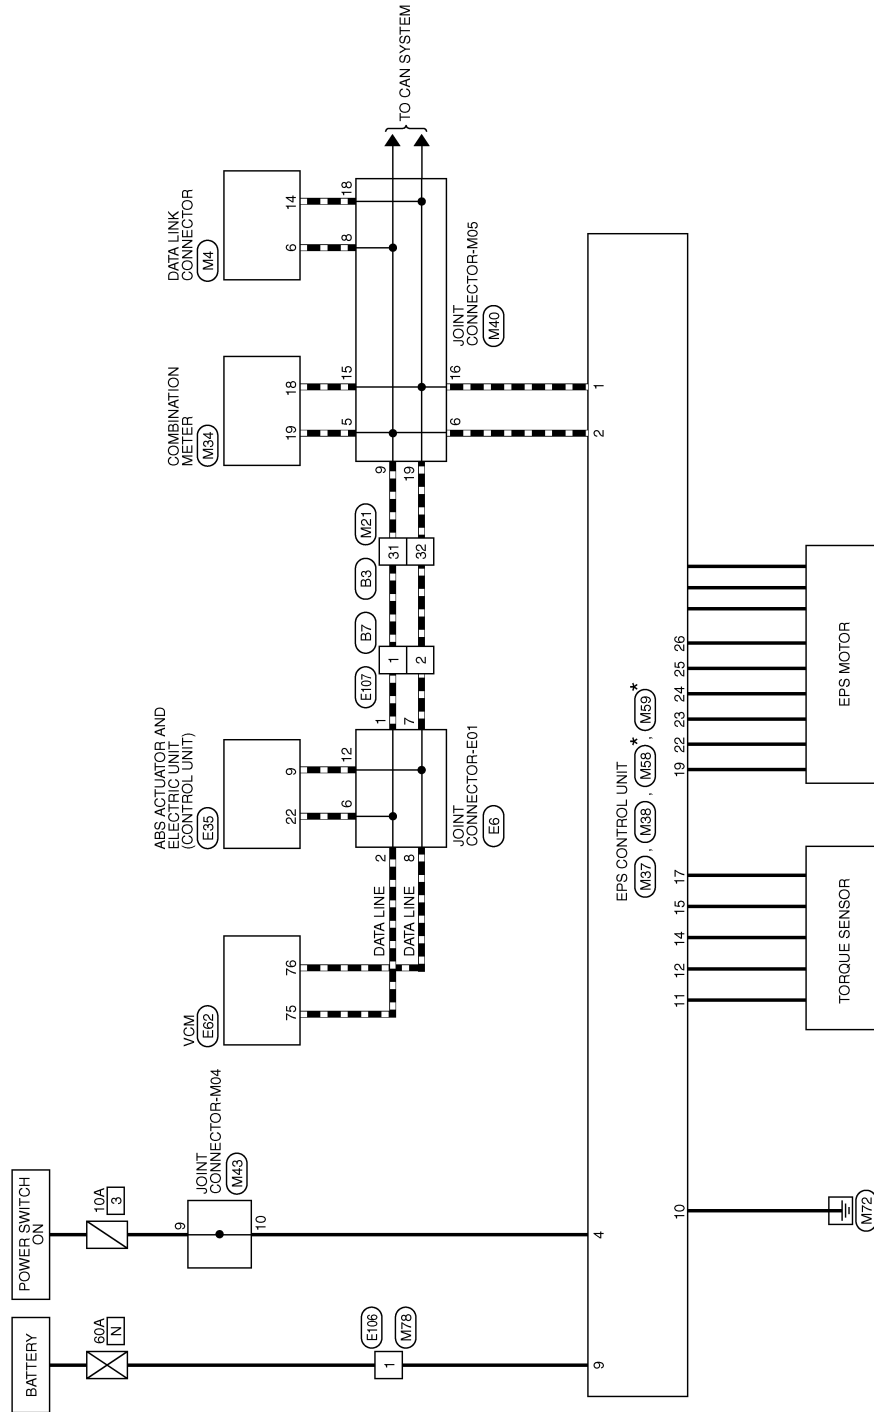 BATTERY
60A
N
E106
M78
1
9
POWER SWITCH
ON
10A
3
JOINT
CONNECTOR-M04
M43
9
10
4
VCM
E62
75
76
DATA LINE
DATA LINE
ABS ACTUATOR AND
ELECTRIC UNIT
(CONTROL UNIT)
E35
22
9
6
12
2
8
1
7
JOINT
CONNECTOR-E01
E6
E107
B7
1
2
B3
M21
31
32
COMBINATION
METER
M34
19
18
5
15
9
19
6
16
2
1
DATA LINK
CONNECTOR
M4
6
14
8
18
JOINT
CONNECTOR-M05
M40
TO CAN SYSTEM
EPS CONTROL UNIT
M37 , M38 , M58 * , M59 *
10
M72
11
12
14
15
17
TORQUE SENSOR
19
22
23
24
25
26
EPS MOTOR